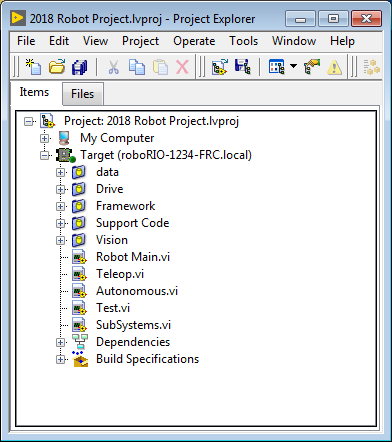 2018 Robot Project.lvproj - Project Explorer
File Edit View Project Operate Tools Window Help
Items Files
Project: 2018 Robot Project.lvproj
My Computer
Target (roboRIO-1234-FRC.local)
data
Drive
Framework
Support Code
Vision
Robot Main.vi
Teleop.vi
Autonomous.vi
Test.vi
SubSystems.vi
Dependencies
Build Specifications